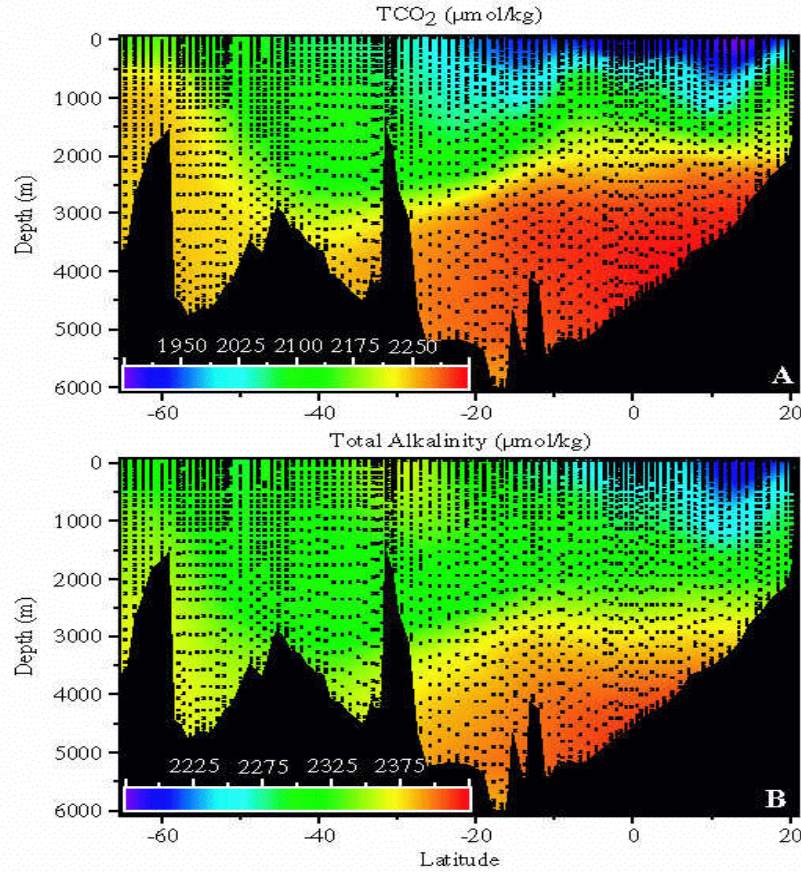 TCO2 (µmol/kg)
0
1000
2000
3000
4000
5000
6000
Depth (m)
1950 2025 2100 2175 2250
A
-60 -40 -20 0 20
Total Alkalinity (µmol/kg)
0
1000
2000
3000
4000
5000
6000
Depth (m)
2225 2275 2325 2375
B
-60 -40 -20 0 20
Latitude